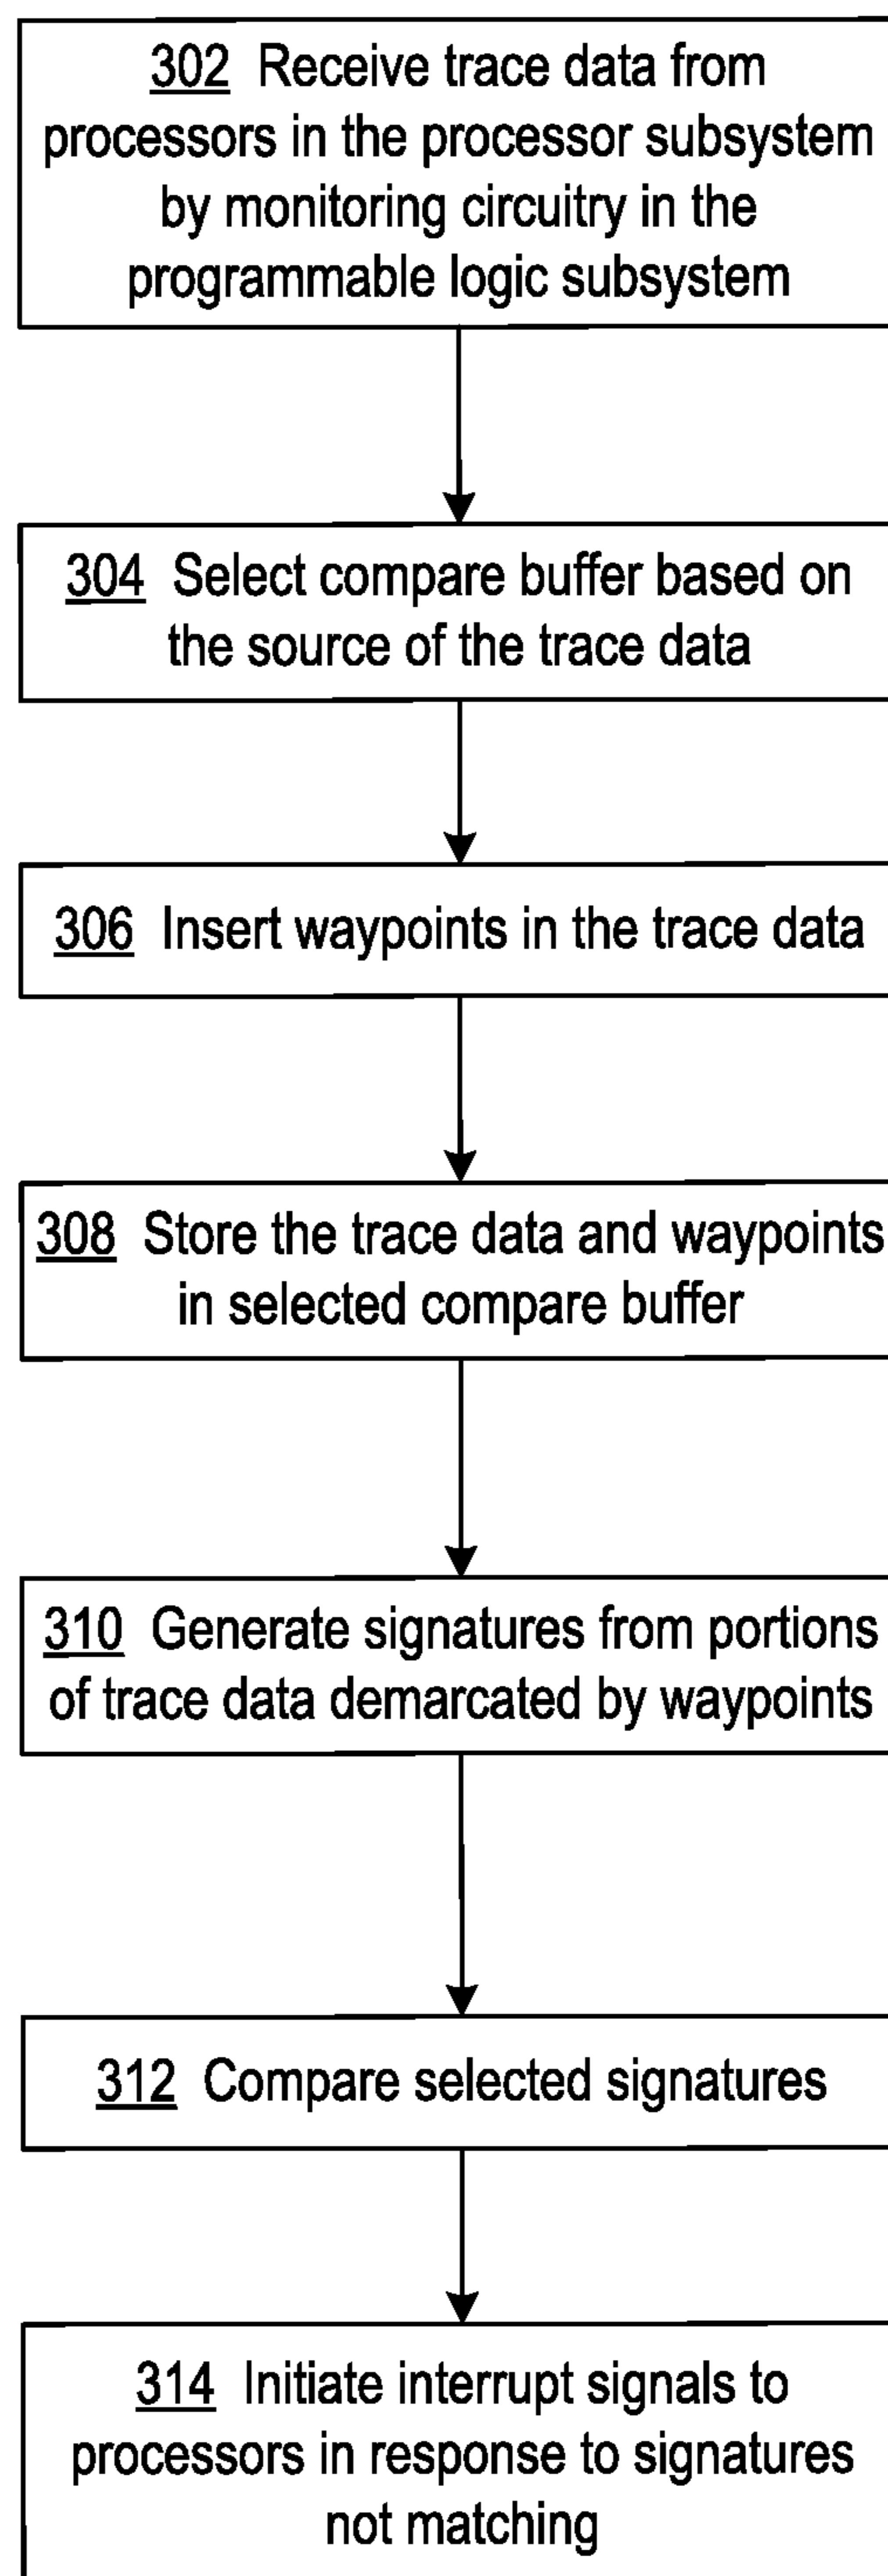 302 Receive trace data from
processors in the processor subsystem
by monitoring circuitry in the
programmable logic subsystem
304 Select compare buffer based on
the source of the trace data
306 Insert waypoints in the trace data
308 Store the trace data and waypoints
in selected compare buffer
310 Generate signatures from portions
of trace data demarcated by waypoints
312 Compare selected signatures
314 Initiate interrupt signals to
processors in response to signatures
not matching